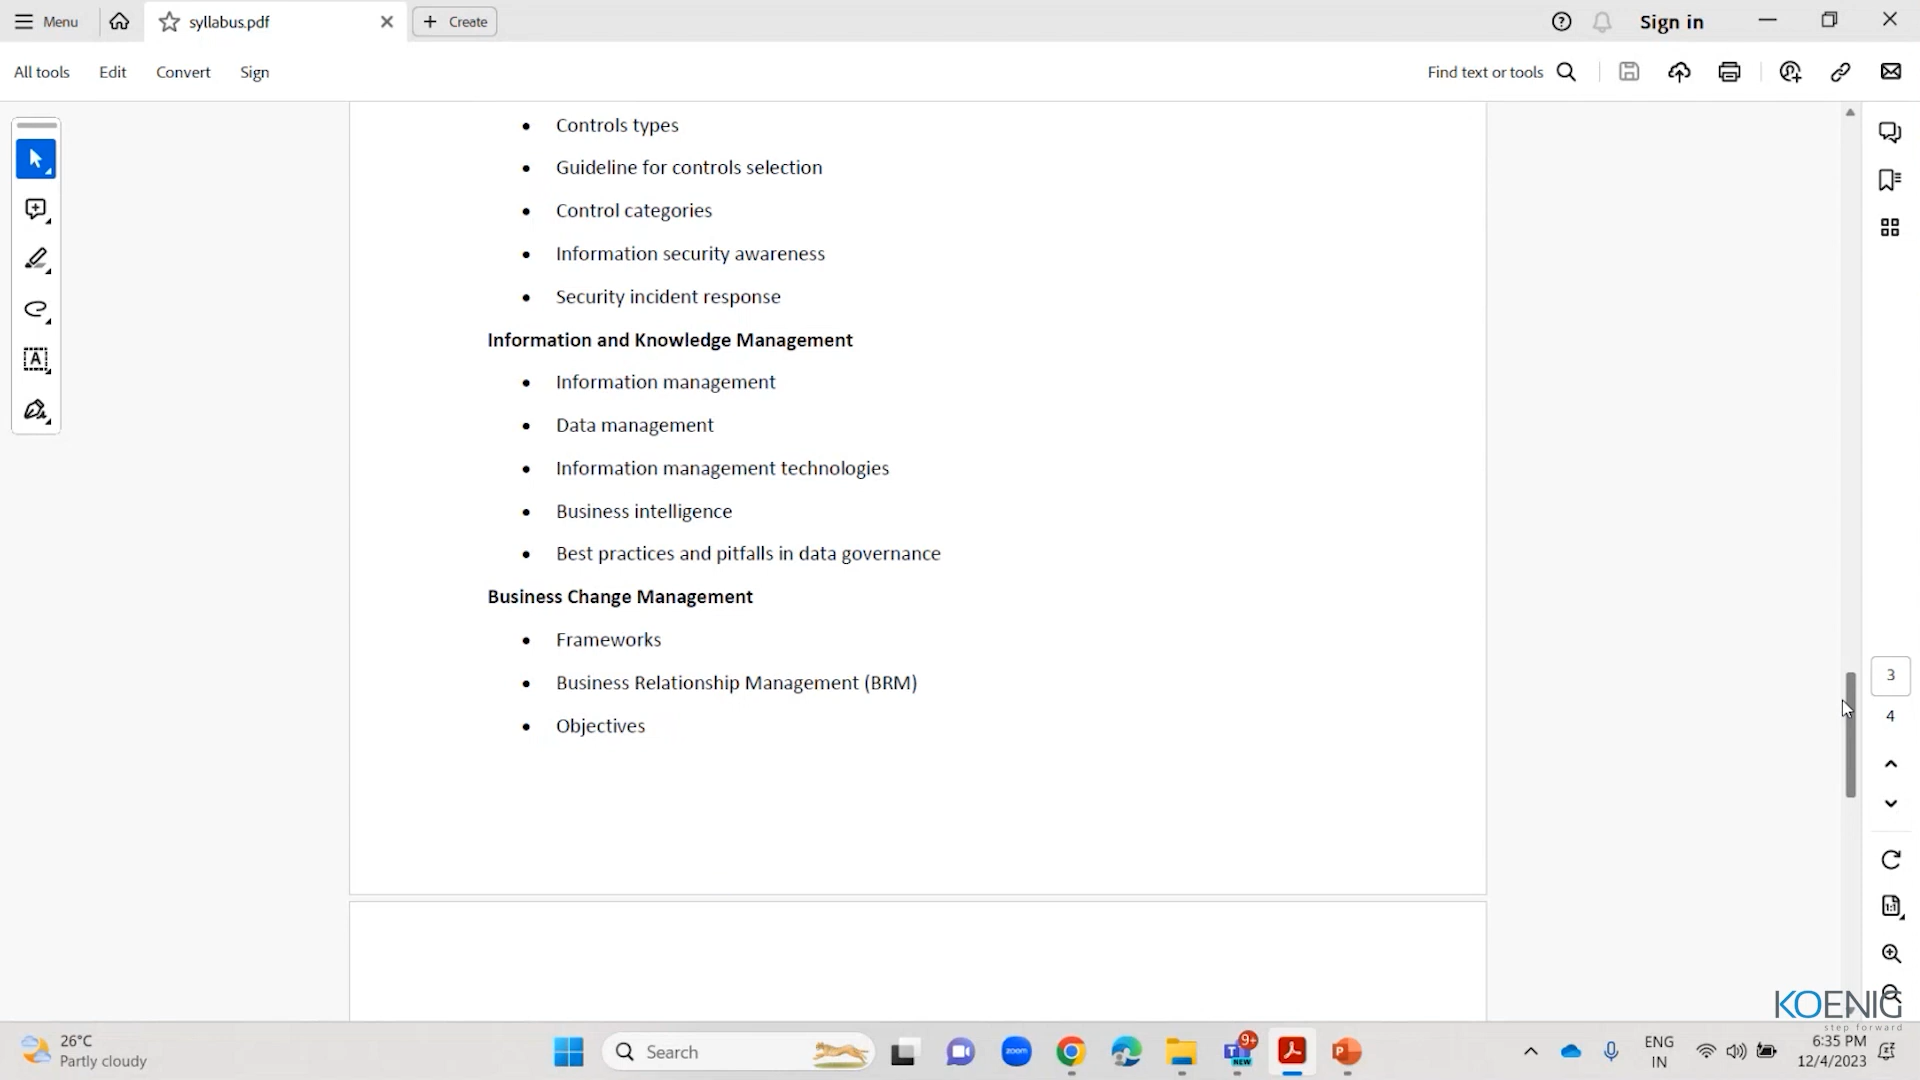 Menu
syllabus.pdf
Create
Sign in
All tools
Edit
Convert
Sign
Find text or tools
• Controls types
• Guideline for controls selection
• Control categories
• Information security awareness
• Security incident response
Information and Knowledge Management
• Information management
• Data management
• Information management technologies
• Business intelligence
• Best practices and pitfalls in data governance
Business Change Management
• Frameworks
• Business Relationship Management (BRM)
• Objectives
3
4
KOENIG
step forward
26°C
Partly cloudy
Search
zoom
9+
NEW
ENG
IN
6:35 PM
12/4/2023